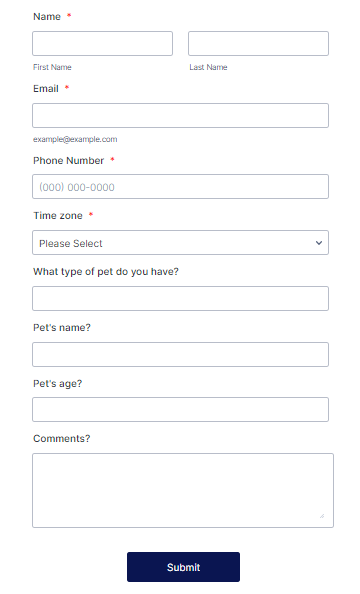 Name *
First Name Last Name
Email *
example@example.com
Phone Number *
(000) 000-0000
Time zone *
Please Select
What type of pet do you have?
Pet's name?
Pet's age?
Comments?
Submit